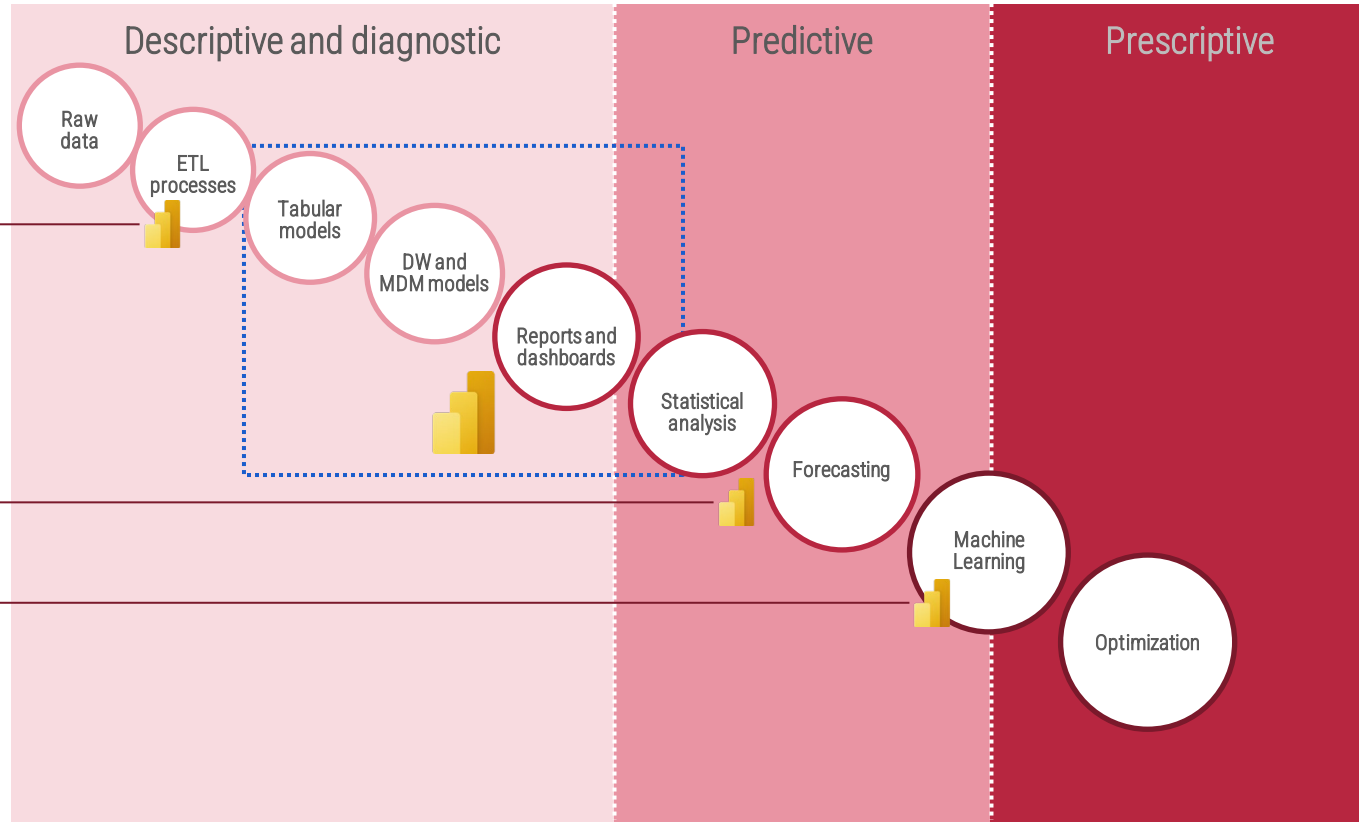 Descriptive and diagnostic
Predictive
Prescriptive
Raw
data
ETL
processes
Tabular
models
DW and
MDM models
Reports and
dashboards
Statistical
analysis
Forecasting
Machine
Learning
Optimization